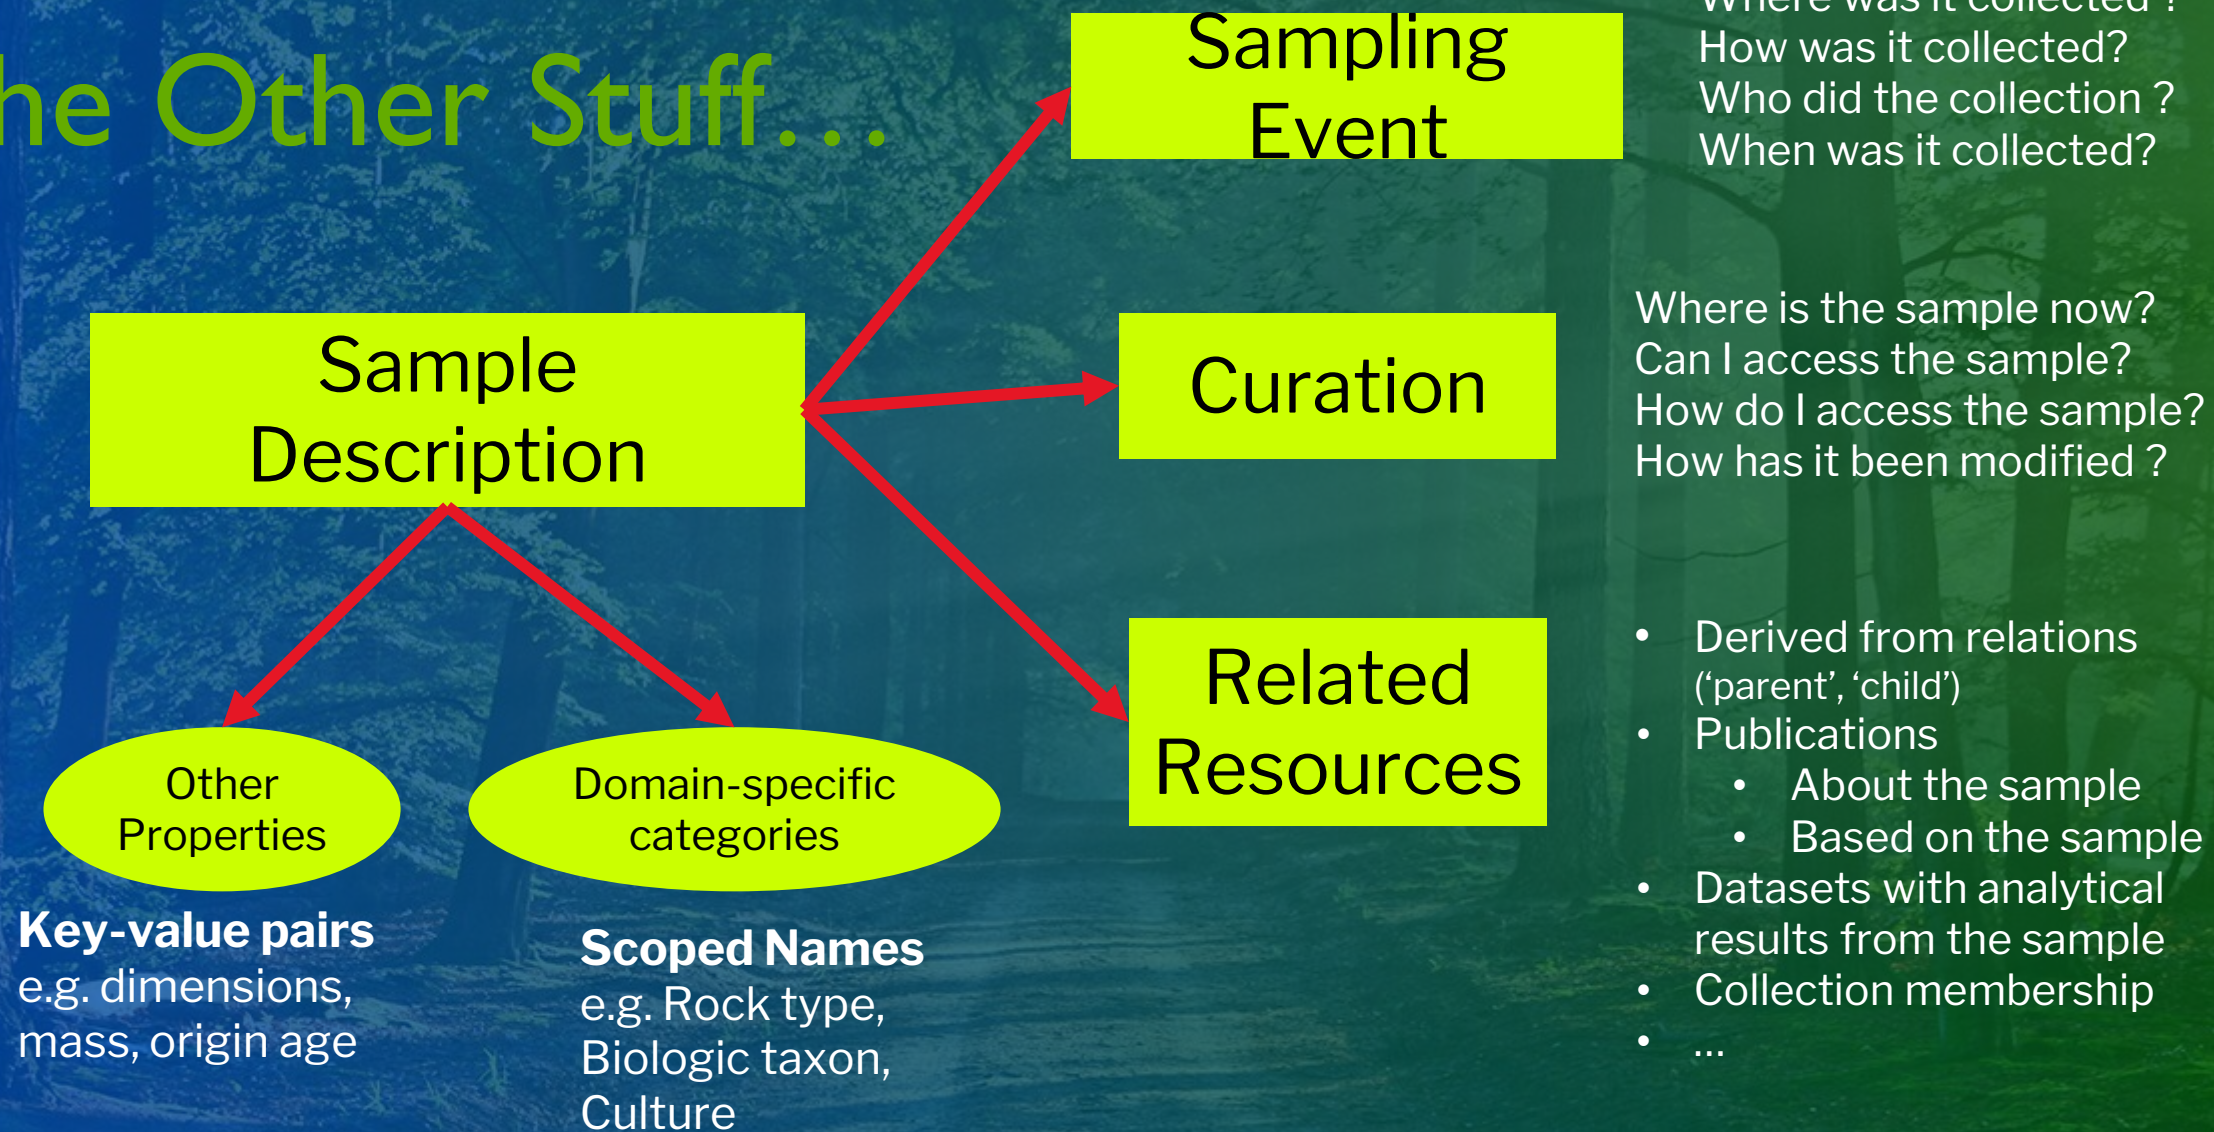 he Other Stuff...
Sampling
Event
Where was it collected ?
How was it collected?
Who did the collection ?
When was it collected?
Sample
Description
Curation
Where is the sample now?
Can I access the sample?
How do I access the sample?
How has it been modified ?
Related
Resources
• Derived from relations
(‘parent’, ‘child’)
• Publications
• About the sample
• Based on the sample
• Datasets with analytical
results from the sample
• Collection membership
• ...
Other
Properties
Key-value pairs
e.g. dimensions,
mass, origin age
Domain-specific
categories
Scoped Names
e.g. Rock type,
Biologic taxon,
Culture